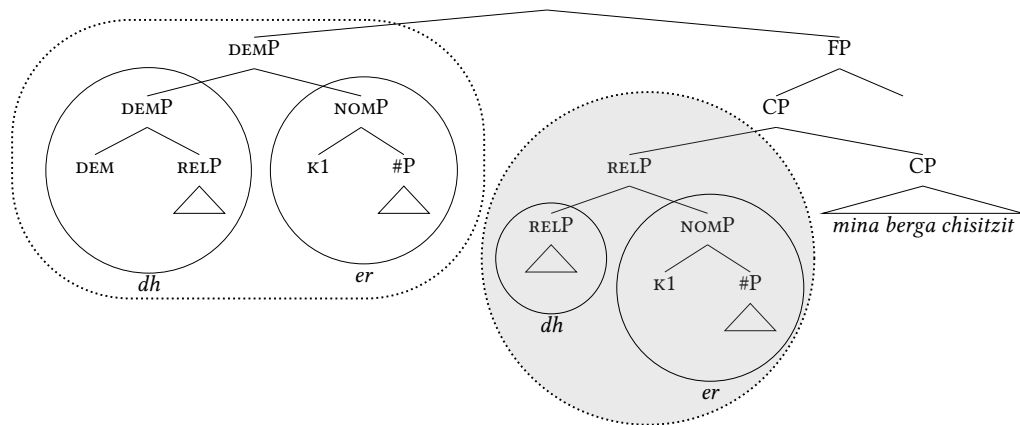 DEMP FP
DEMP NOMP CP
DEM RELP K1 #P RELP CP
RELP NOMP mina berga chisitzit
dh er K1 #P
dh
er